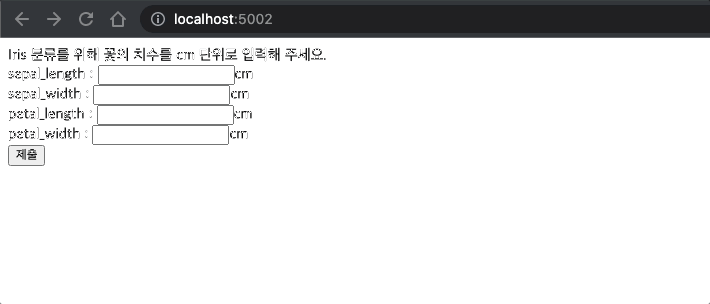 localhost:5002
Iris 분류를 위해 꽃의 치수를 cm 단위로 입력해 주세요.
sepal_length : cm
sepal_width : cm
petal_length : cm
petal_width : cm
제출